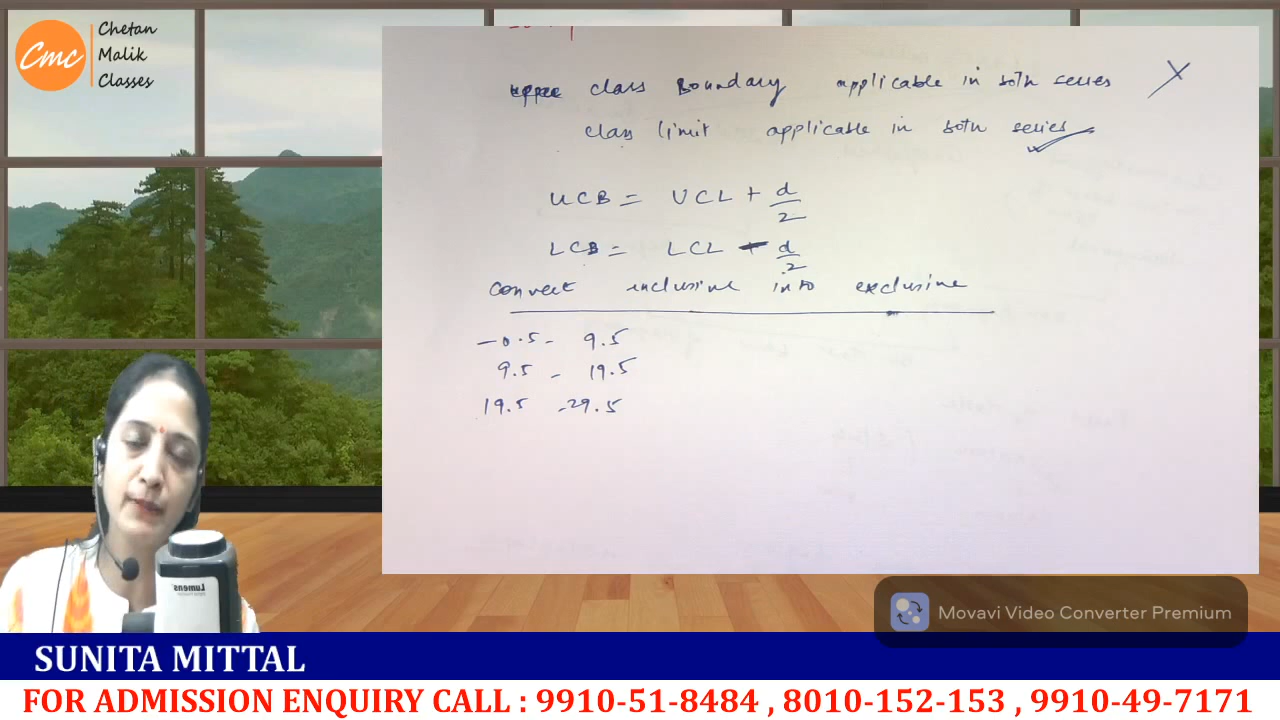 Chetan
Malik
Classes
cmc
class Boundary applicable in both series X
class limit applicable in both series
UCB = UCL + d/2
LCB = LCL - d/2
convert inclusive into exclusive
-0.5 - 9.5
9.5 - 19.5
19.5 - 29.5
Lumens
Movavi Video Converter Premium
SUNITA MITTAL
FOR ADMISSION ENQUIRY CALL : 9910-51-8484 , 8010-152-153 , 9910-49-7171